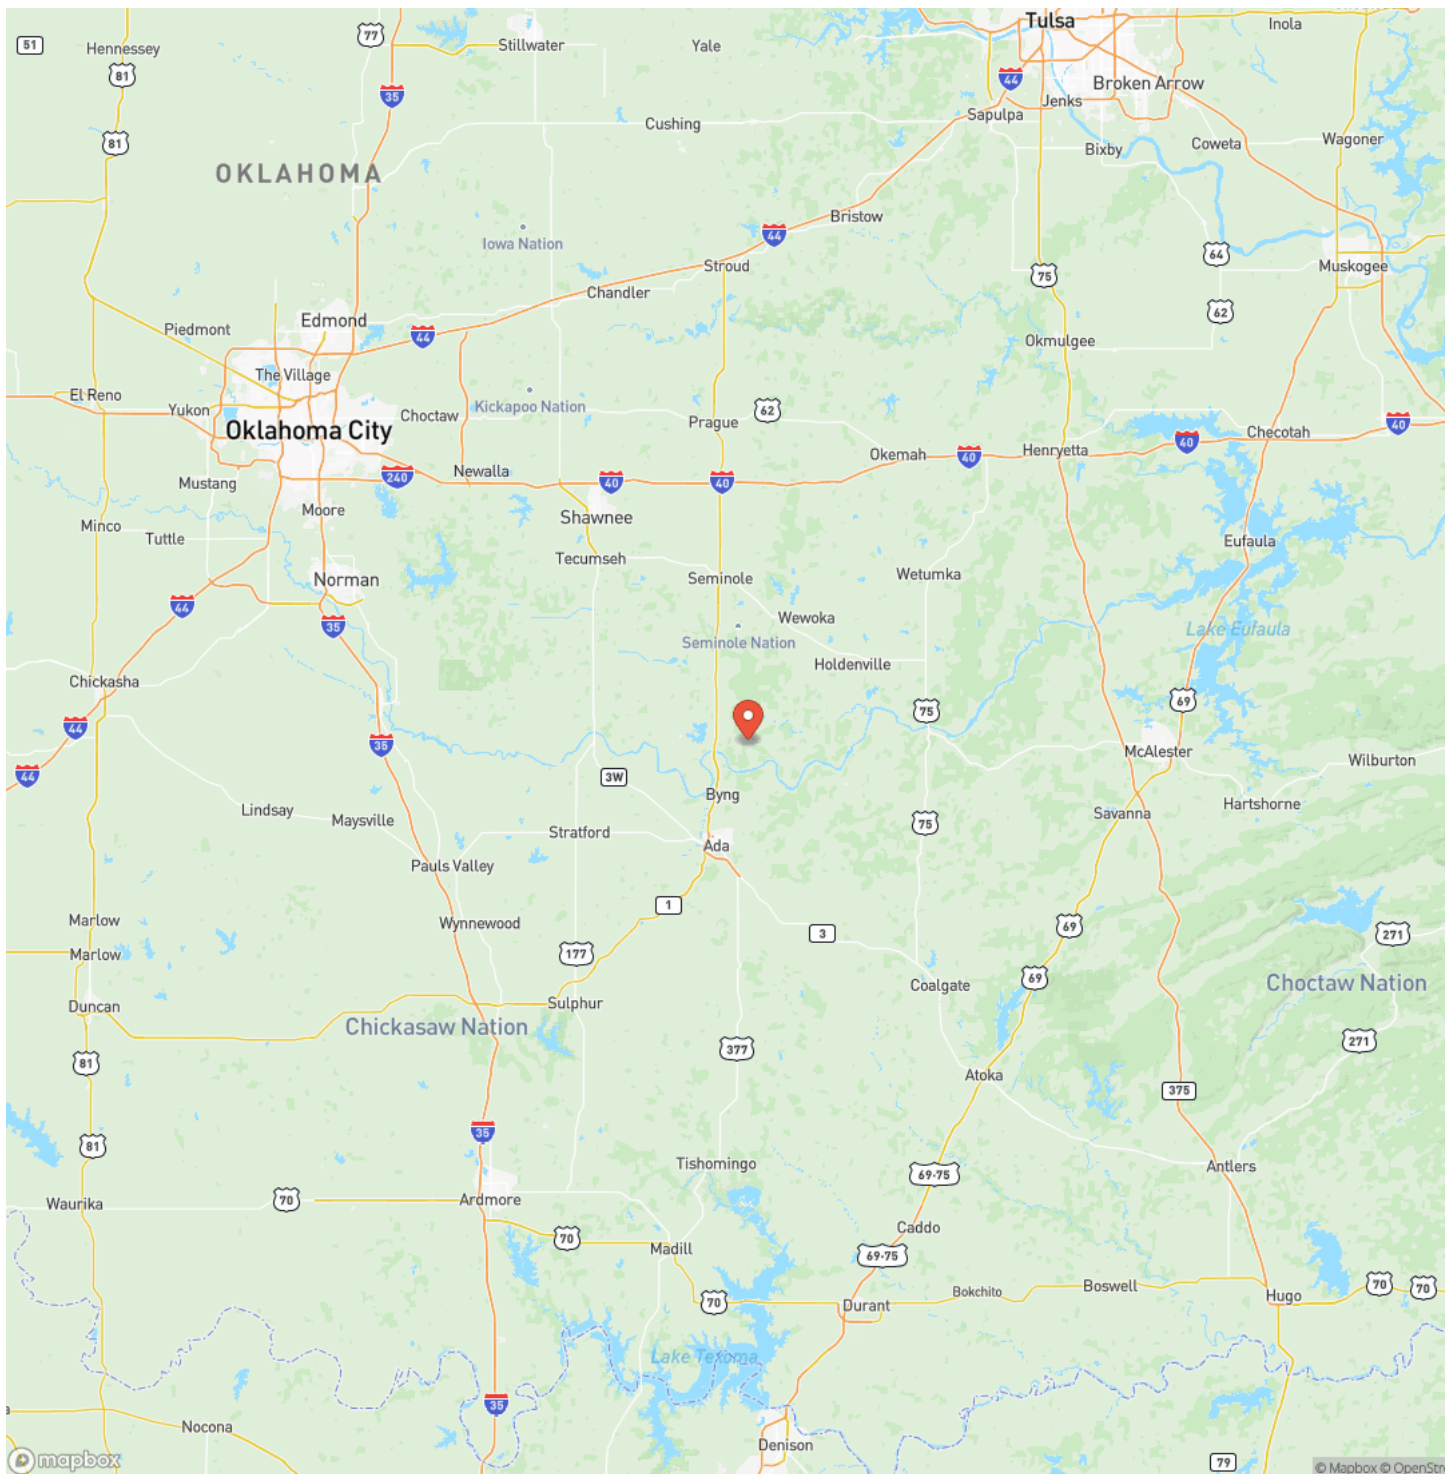 Tulsa
Inola
51
Hennessey
77
Stillwater
Yale
81
44
Broken Arrow
35
Jenks
Sapulpa
Cushing
81
Wagoner
Coweta
Bixby
OKLAHOMA
Bristow
44
Iowa Nation
64
Stroud
Muskogee
75
Chandler
62
Edmond
Piedmont
44
Okmulgee
The Village
El Reno
Kickapoo Nation
Yukon
Choctaw
62
Prague
40
Oklahoma City
Checotah
40
Henryetta
Okemah
40
Newalla
240
40
40
Mustang
Moore
Shawnee
Minco
Tuttle
Eufaula
Tecumseh
Norman
Seminole
Wetumka
44
Wewoka
35
Lake Eufaula
Seminole Nation
Holdenville
Chickasha
69
75
44
35
McAlester
Wilburton
44
3W
Byng
Hartshorne
Lindsay
Maysville
Savanna
75
Stratford
Ada
Pauls Valley
1
Marlow
Wynnewood
69
3
271
177
Marlow
69
Choctaw Nation
Coalgate
Duncan
Sulphur
Chickasaw Nation
271
377
81
Atoka
375
35
81
Tishomingo
Antlers
69-75
70
Ardmore
Waurika
Caddo
70
Madill
69-75
70
70
Boswell
Bokchito
Hugo
70
Durant
Lake Texoma
35
Nocona
Denison
mapbox
79
© Mapbox © OpenStr